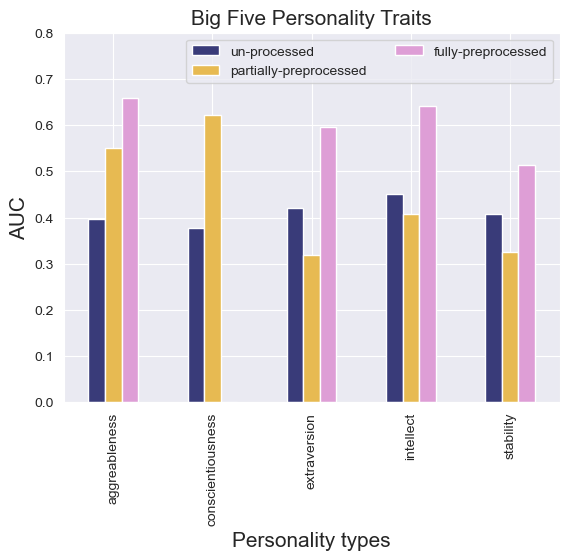 Big Five Personality Traits
un-processed
partially-preprocessed
fully-preprocessed
AUC
0.8
0.7
0.6
0.5
0.4
0.3
0.2
0.1
0.0
aggreableness
conscientiousness
extraversion
intellect
stability
Personality types